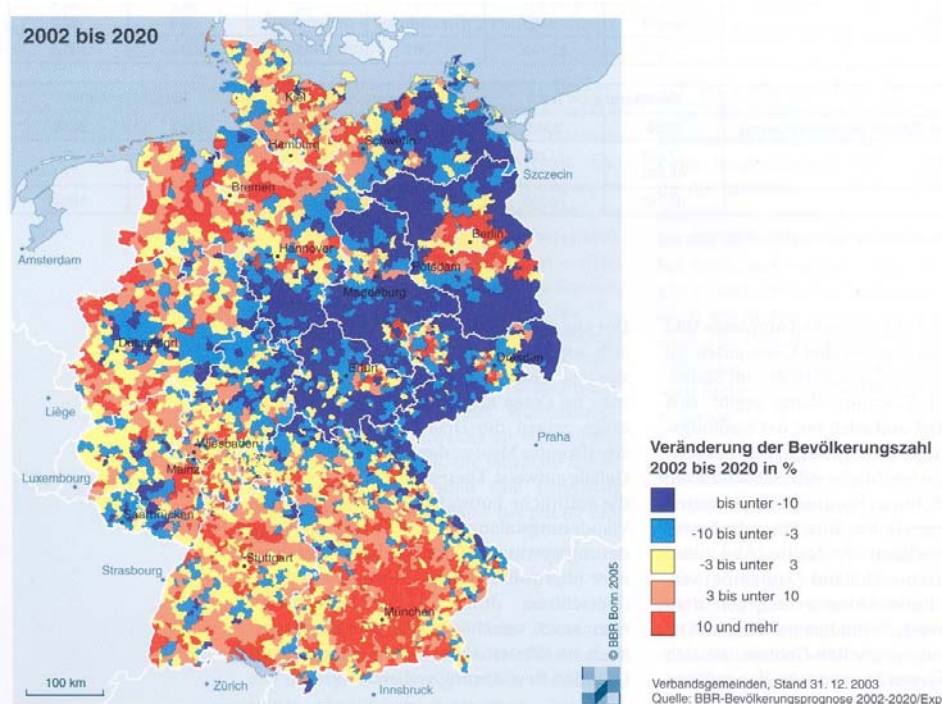 2002 bis 2020
Kiel
Hamburg
Schwerin
Szczecin
Bremen
Berlin
Amsterdam
Hannover
Potsdam
Magdeburg
Düsseldorf
Dresden
Erfurt
Liège
Praha
Wiesbaden
Mainz
Luxembourg
Saarbrücken
Stuttgart
Strasbourg
München
Zürich
Innsbruck
100 km
© BBR Bonn 2005
Veränderung der Bevölkerungszahl
2002 bis 2020 in %
bis unter -10
-10 bis unter -3
-3 bis unter 3
3 bis unter 10
10 und mehr
Verbandsgemeinden, Stand 31. 12. 2003
Quelle: BBR-Bevölkerungsprognose 2002-2020/Exp